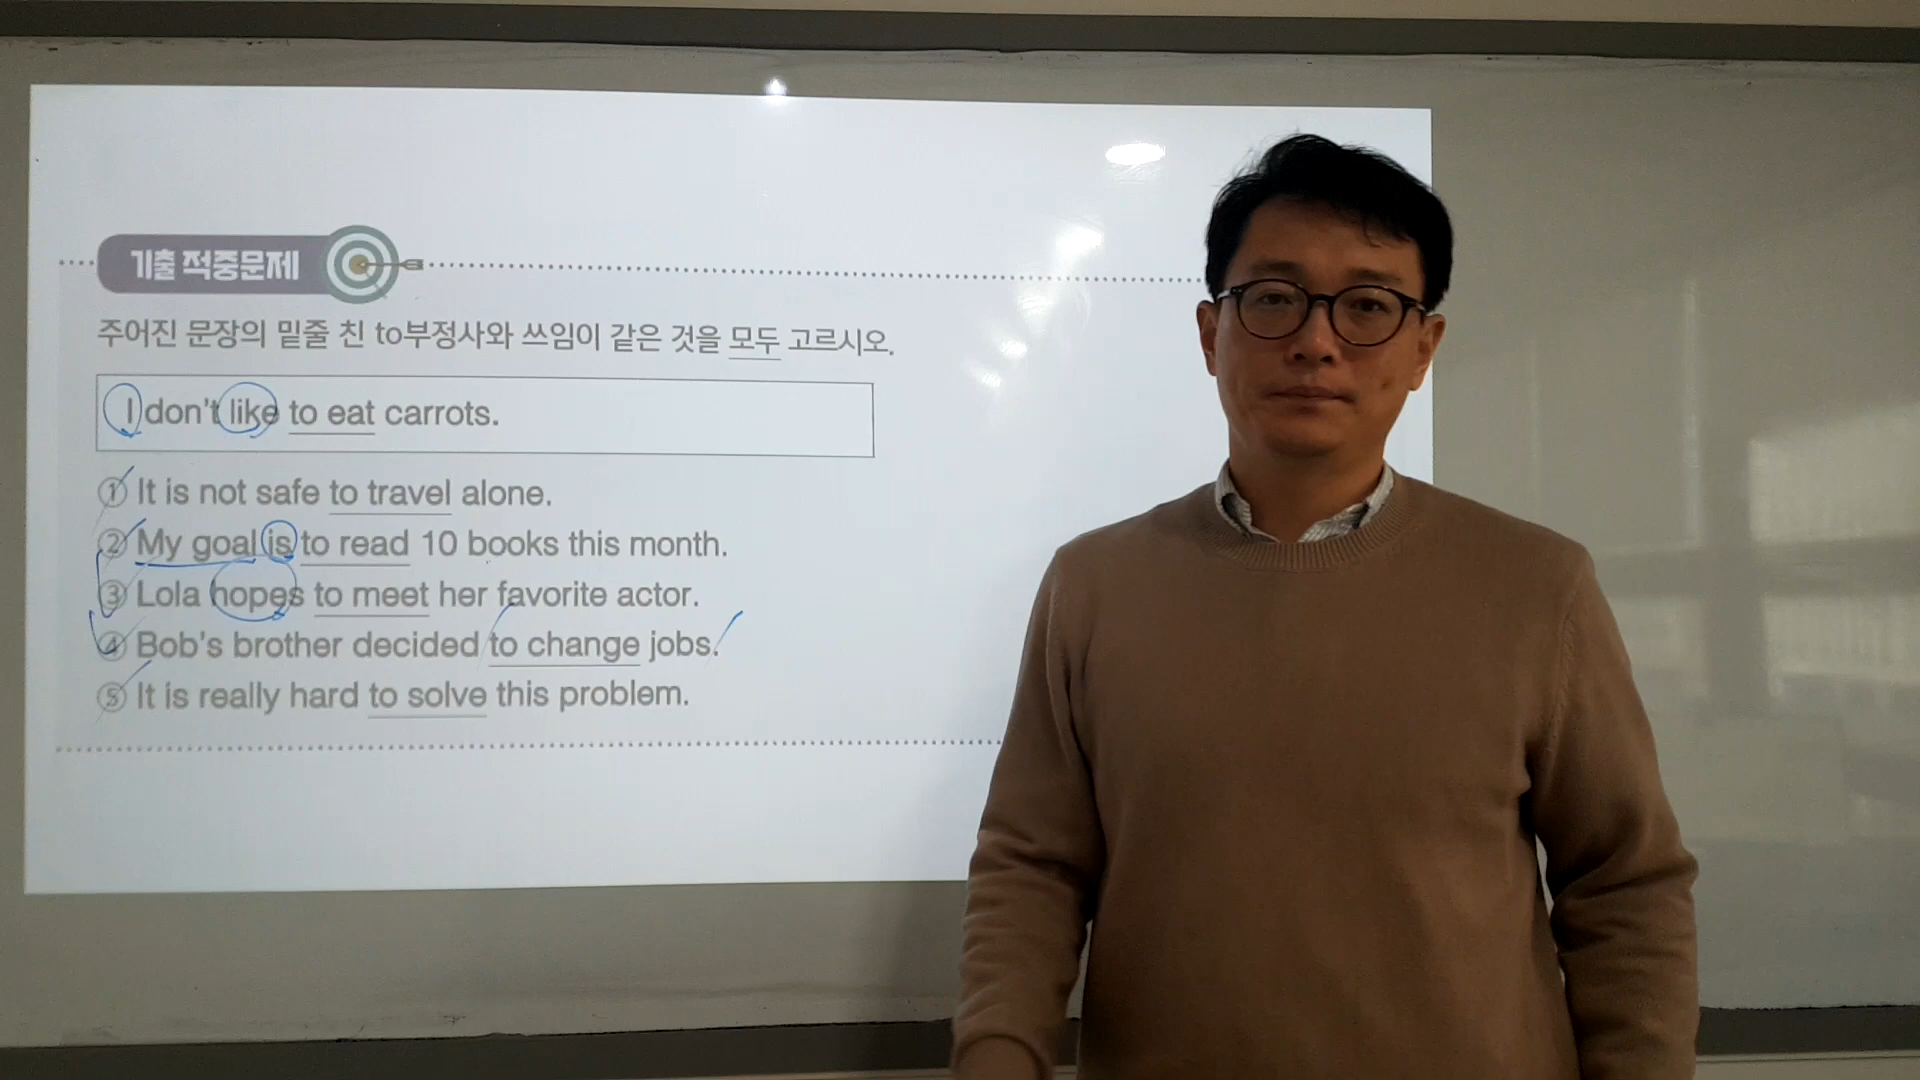 기출 적중문제
주어진 문장의 밑줄 친 to부정사와 쓰임이 같은 것을 모두 고르시오.
I don't like to eat carrots.
① It is not safe to travel alone.
② My goal is to read 10 books this month.
③ Lola hopes to meet her favorite actor.
④ Bob's brother decided to change jobs.
⑤ It is really hard to solve this problem.